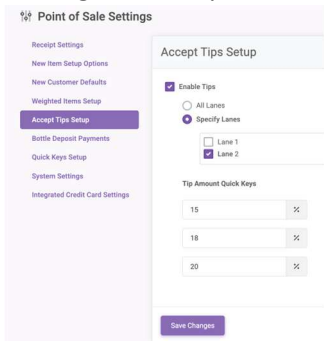 Point of Sale Settings
Receipt Settings
New Item Setup Options
New Customer Defaults
Weighted Items Setup
Accept Tips Setup
Bottle Deposit Payments
Quick Keys Setup
System Settings
Integrated Credit Card Settings
Accept Tips Setup
Enable Tips
All Lanes
Specify Lanes
Lane 1
Lane 2
Tip Amount Quick Keys
15 %
18 %
20 %
Save Changes